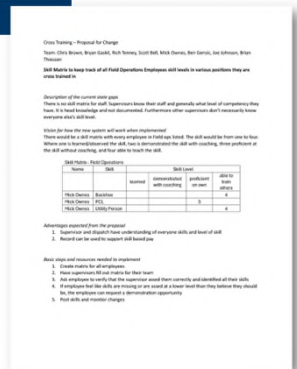 Cross Training – Proposal for Change
Team: Chris Brown, Bryan Gastel, Rich Tenney, Scott Bell, Mick Owens, Ben Gervis, Joe Johnson, Brian
Thiessen
Skill Matrix to keep track of all Field Operations Employees skill levels in various positions they are
cross trained in
Description of the current state gaps
There is no skill matrix for staff. Supervisors know their staff and generally what level of competency they
have. It is head knowledge and not documented. Furthermore other supervisors don't necessarily know
everyone else's skill level.
Vision for how the new system will work when implemented
There would be a skill matrix with every employee in Field ops listed. The skill would be from one to four.
Where one is learned/observed the skill, two is demonstrated the skill with coaching, three proficient at
the skill without coaching, and four able to teach the skill.
Skill Matrix - Field Operations
Name Skill Skill Level
learned demonstrated with coaching proficient on own able to train others
Mick Owens Backhoe 4
Mick Owens PCL 3
Mick Owens Utility Person 4
Advantages expected from the proposal
1. Supervisor and dispatch have understanding of everyone skills and level of skill
2. Record can be used to support skill based pay
Basic steps and resources needed to implement
1. Create matrix for all employees
2. Have supervisors fill out matrix for their team
3. Ask employee to verify that the supervisor assed them correctly and identified all their skills
4. If employee feel like skills are missing or are assed at a lower level than they believe they should
be, the employee can request a demonstration opportunity
5. Post skills and monitor changes